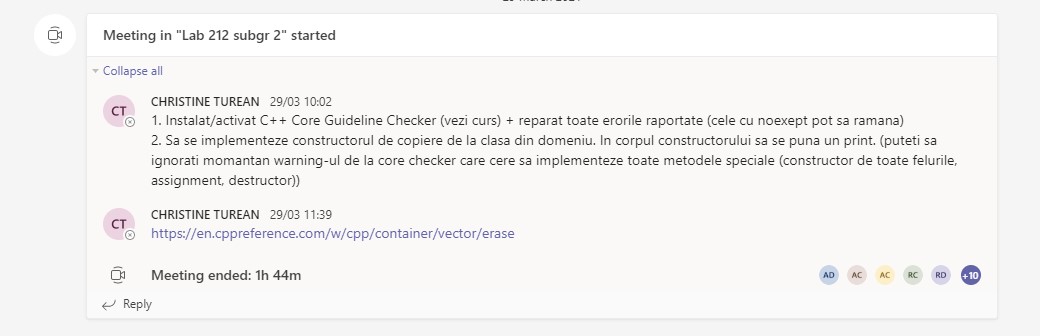 Meeting in "Lab 212 subgr 2" started
Collapse all
CT
CHRISTINE TUREAN 29/03 10:02
1. Instalat/activat C++ Core Guideline Checker (vezi curs) + reparat toate erorile raportate (cele cu noexept pot sa ramana)
2. Sa se implementeze constructorul de copiere de la clasa din domeniu. In corpul constructorului sa se puna un print. (puteti sa
ignorati momantan warning-ul de la core checker care cere sa implementeze toate metodele speciale (constructor de toate felurile,
assignment, destructor))
CT
CHRISTINE TUREAN 29/03 11:39
https://en.cppreference.com/w/cpp/container/vector/erase
Meeting ended: 1h 44m
AD AC AC RC RD +10
Reply